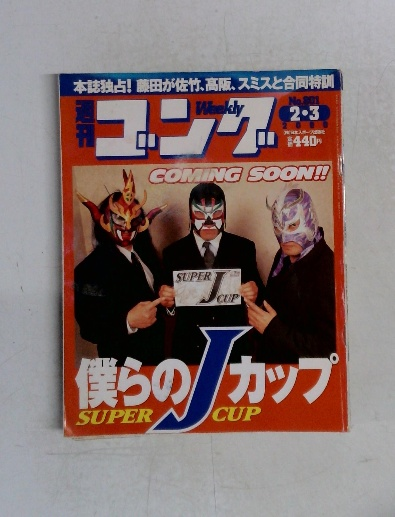 本誌独占! 藤田が佐竹、高阪、スミスと合同特訓
週刊
ゴング
Weekly
2・3
440円
COMING SOON!!
SUPER
J
CUP
僕らのJカップ
SUPER CUP